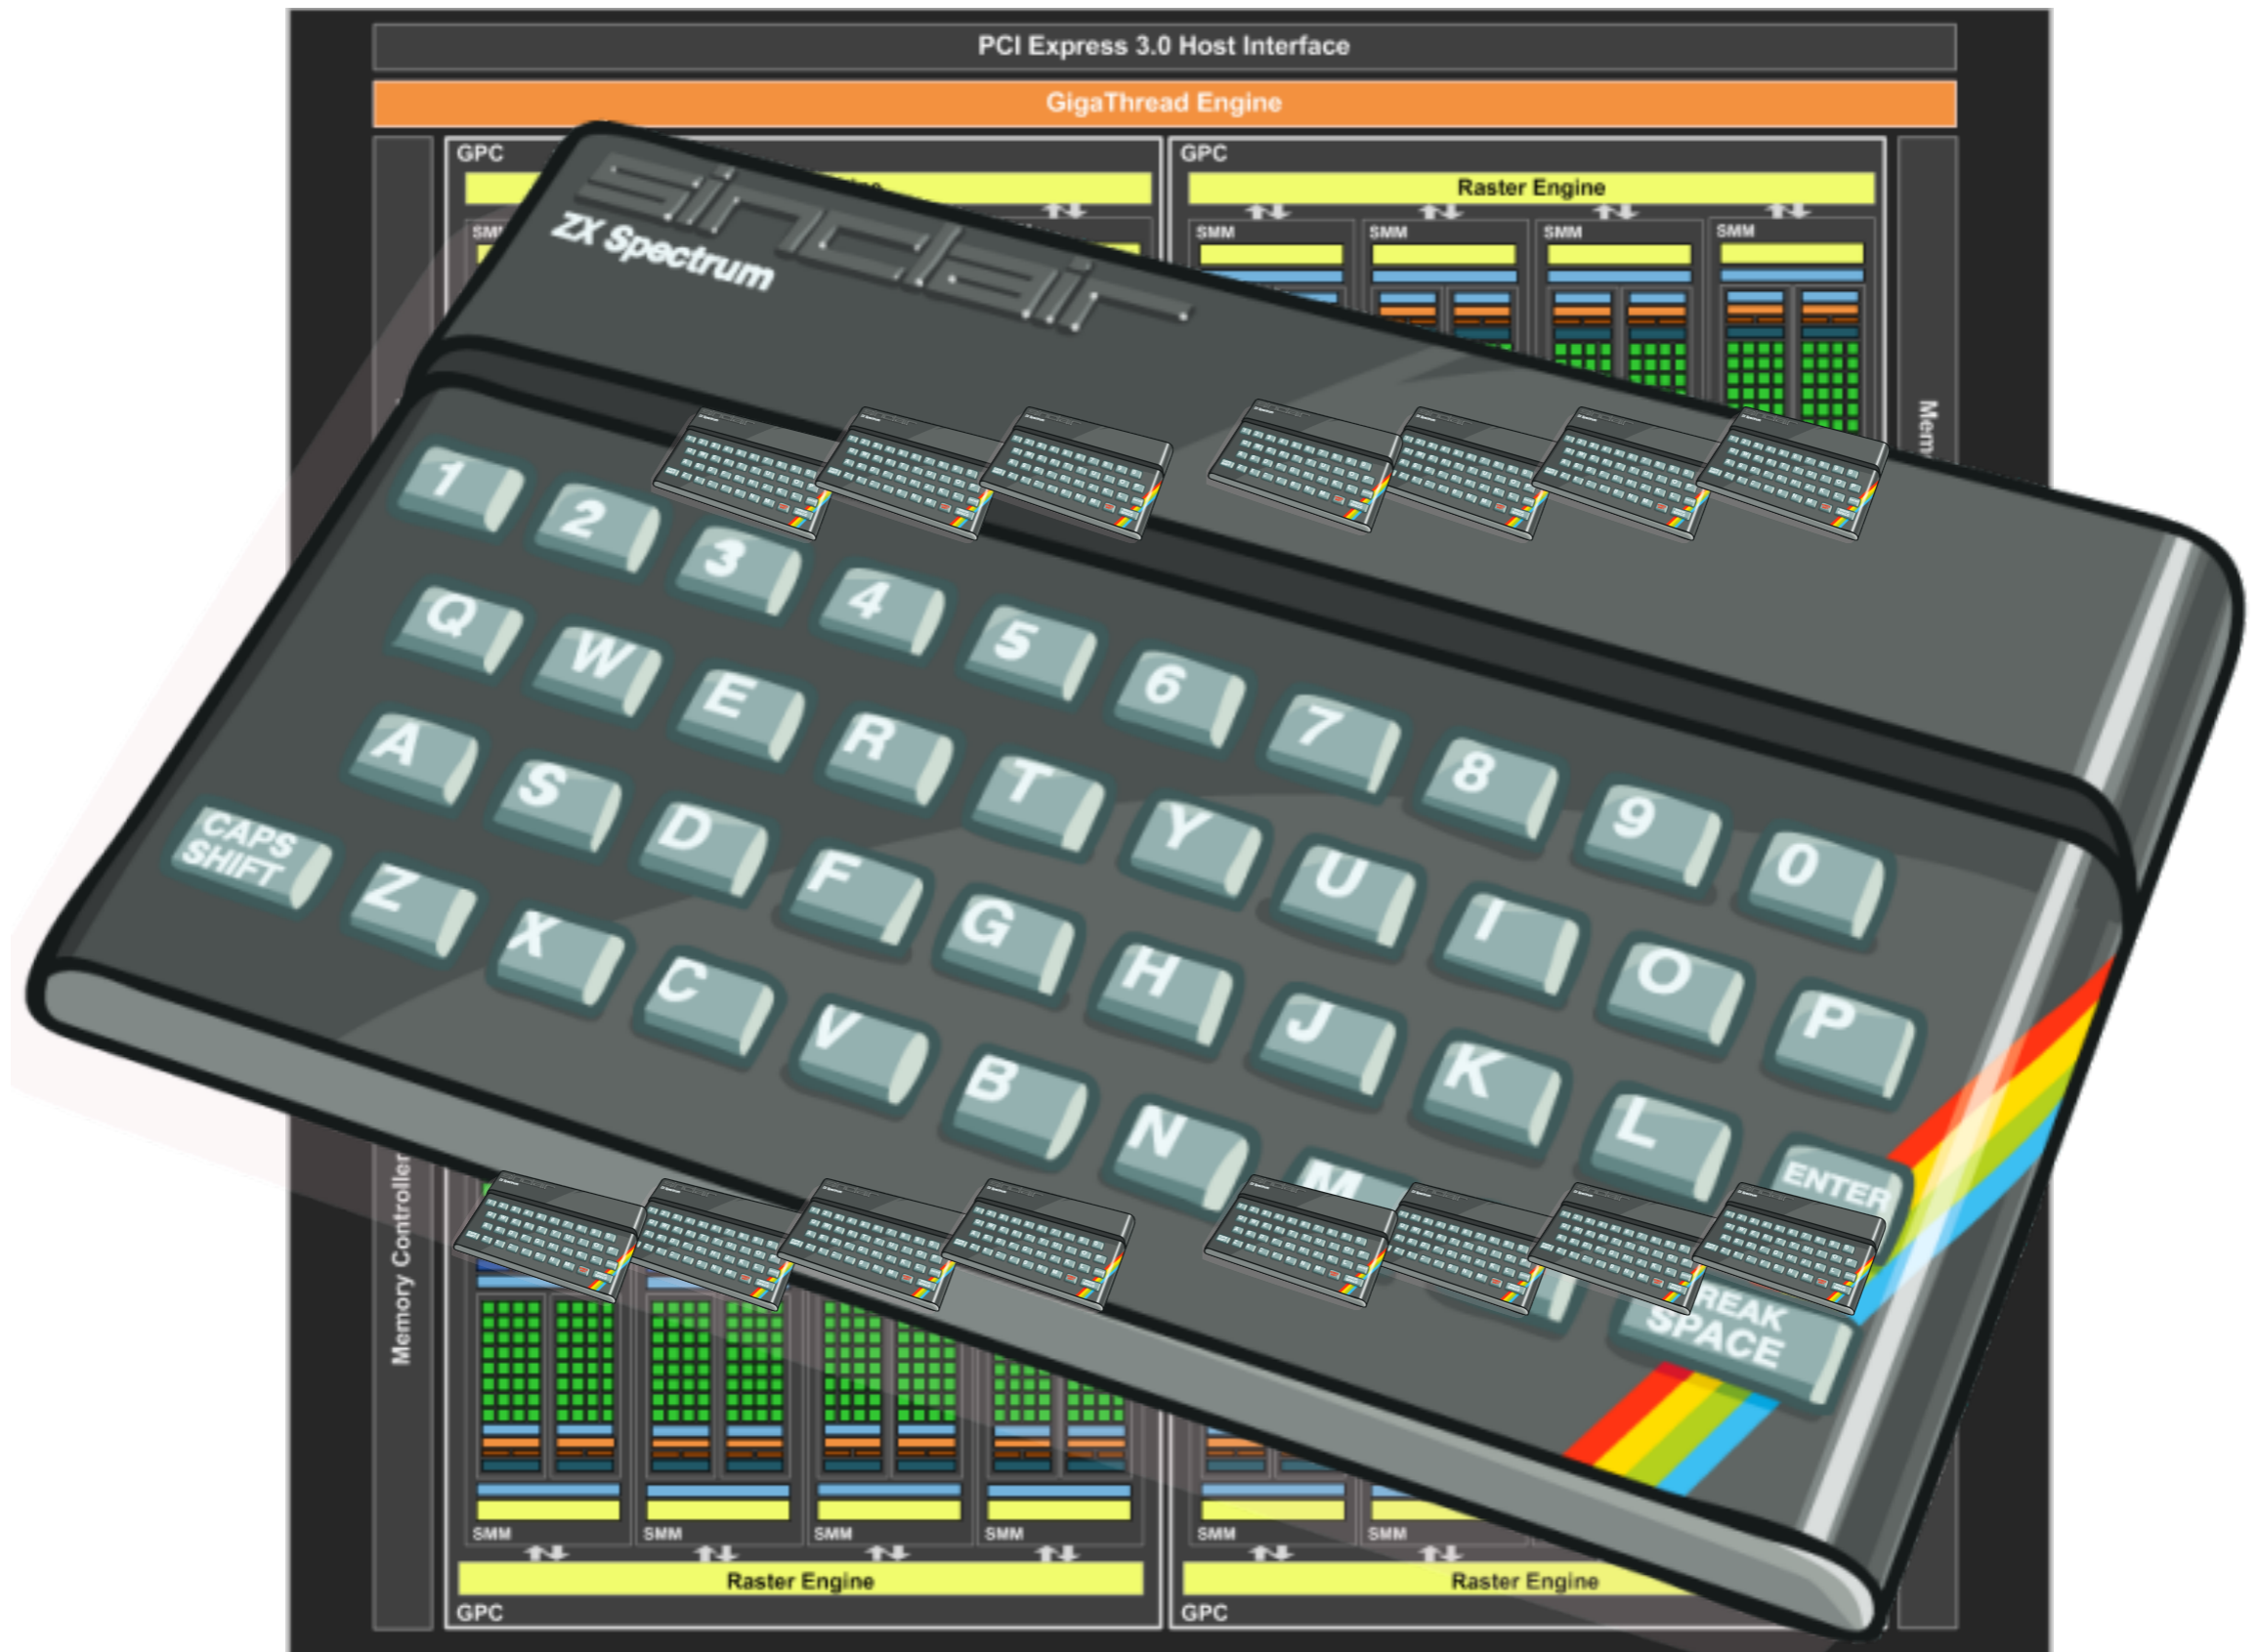 PCI Express 3.0 Host Interface
GigaThread Engine
GPC
GPC
Raster Engine
SMM
SMM
SMM
SMM
sinclair
ZX Spectrum
1 2 3 4 5 6 7 8 9 0
Q W E R T Y U I O P
A S D F G H J K L ENTER
CAPS SHIFT Z X C V B N M
SPACE
Memory Controller
SMM SMM SMM SMM
SMM SMM
Raster Engine
Raster Engine
GPC
GPC